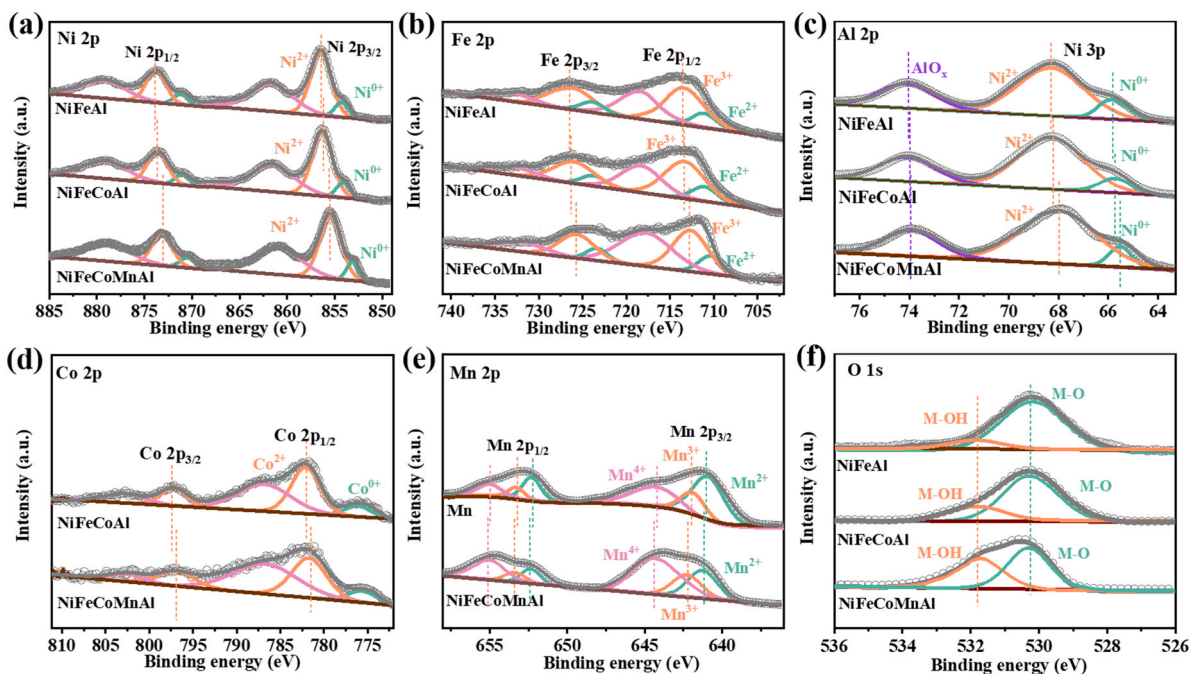 (a)
Ni 2p
Ni 2p1/2
Ni 2p3/2
Ni2+
Ni0+
NiFeAl
Ni2+
Ni0+
NiFeCoAl
Ni2+
Ni0+
NiFeCoMnAl
Intensity (a.u.)
885 880 875 870 865 860 855 850
Binding energy (eV)
(b)
Fe 2p
Fe 2p3/2
Fe 2p1/2
Fe3+
Fe2+
NiFeAl
Fe3+
Fe2+
NiFeCoAl
Fe3+
Fe2+
NiFeCoMnAl
Intensity (a.u.)
740 735 730 725 720 715 710 705
Binding energy (eV)
(c)
Al 2p
Ni 3p
AlOx
Ni2+
Ni0+
NiFeAl
Ni2+
Ni0+
NiFeCoAl
Ni2+
Ni0+
NiFeCoMnAl
Intensity (a.u.)
76 74 72 70 68 66 64
Binding energy (eV)
(d)
Co 2p
Co 2p3/2
Co 2p1/2
Co2+
Co0+
NiFeCoAl
NiFeCoMnAl
Intensity (a.u.)
810 805 800 795 790 785 780 775
Binding energy (eV)
(e)
Mn 2p
Mn 2p1/2
Mn 2p3/2
Mn4+
Mn3+
Mn2+
Mn
Mn4+
Mn2+
NiFeCoMnAl
Mn3+
Intensity (a.u.)
655 650 645 640
Binding energy (eV)
(f)
O 1s
M-O
M-OH
NiFeAl
M-OH
M-O
NiFeCoAl
M-OH
M-O
NiFeCoMnAl
Intensity (a.u.)
536 534 532 530 528 526
Binding energy (eV)